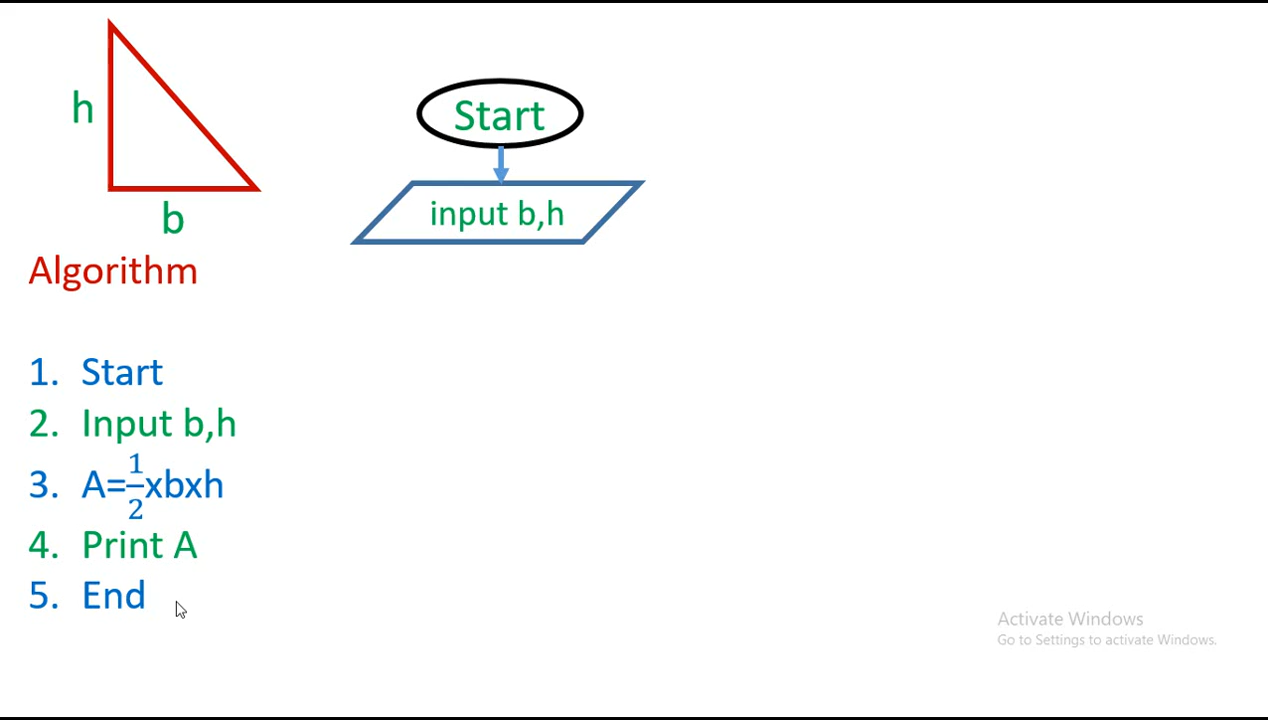 h
b
Start
input b,h
Algorithm
1. Start
2. Input b,h
3. A=1/2xbxh
4. Print A
5. End
Activate Windows
Go to Settings to activate Windows.